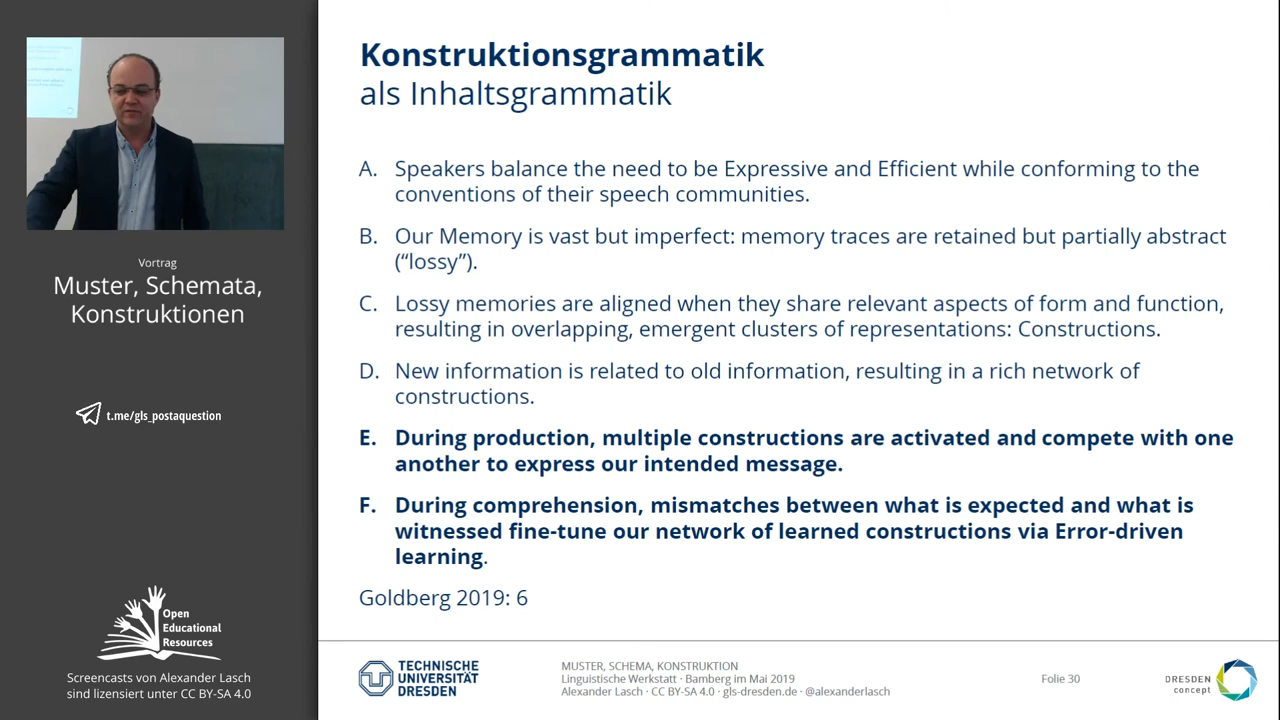 Vortrag
Muster, Schemata,
Konstruktionen
t.me/gls_postaquestion
Open
Educational
Resources
Screencasts von Alexander Lasch
sind lizensiert unter CC BY-SA 4.0
Konstruktionsgrammatik
als Inhaltsgrammatik
A. Speakers balance the need to be Expressive and Efficient while conforming to the
conventions of their speech communities.
B. Our Memory is vast but imperfect: memory traces are retained but partially abstract
(“lossy”).
C. Lossy memories are aligned when they share relevant aspects of form and function,
resulting in overlapping, emergent clusters of representations: Constructions.
D. New information is related to old information, resulting in a rich network of
constructions.
E. During production, multiple constructions are activated and compete with one
another to express our intended message.
F. During comprehension, mismatches between what is expected and what is
witnessed fine-tune our network of learned constructions via Error-driven
learning.
Goldberg 2019: 6
TECHNISCHE
UNIVERSITÄT
DRESDEN
MUSTER, SCHEMA, KONSTRUKTION
Linguistische Werkstatt · Bamberg im Mai 2019
Alexander Lasch · CC BY-SA 4.0 · gls-dresden.de · @alexanderlasch
Folie 30
DRESDEN
concept